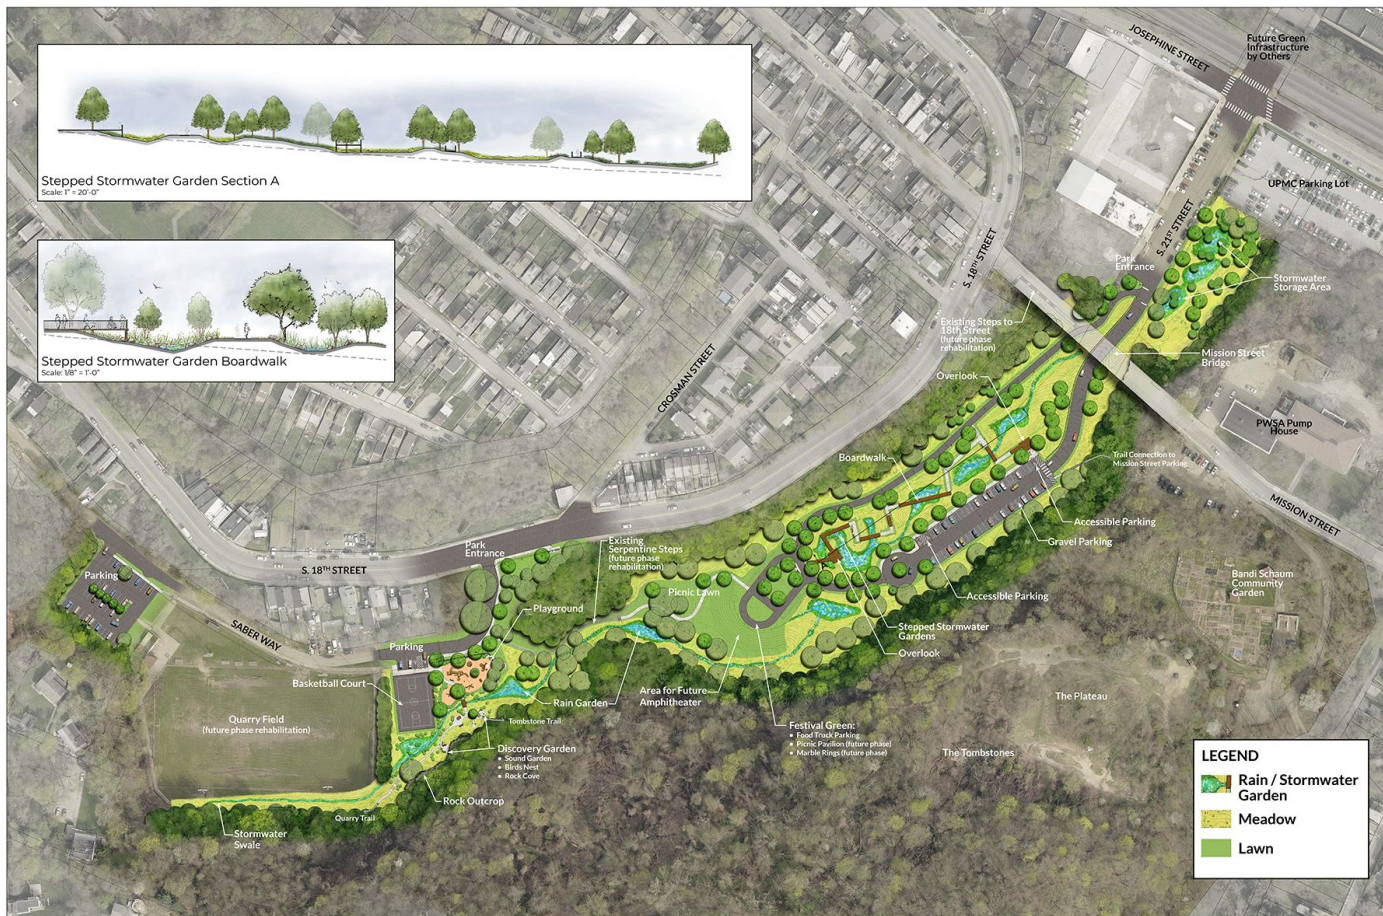 Stepped Stormwater Garden Section A
Scale: 1" = 20'-0"
Stepped Stormwater Garden Boardwalk
Scale: 1/8" = 1'-0"
JOSEPHINE STREET
Future Green
Infrastructure
by Others
UPMC Parking Lot
S. 21ST STREET
Park
Entrance
Stormwater
Storage Area
S. 18TH STREET
Existing Steps to
18th Street
(future phase
rehabilitation)
Mission Street
Bridge
Overlook
CROSMAN STREET
PWSA Pump
House
Boardwalk
Trail Connection to
Mission Street Parking
MISSION STREET
Accessible Parking
Gravel Parking
Park
Entrance
Existing
Serpentine Steps
(future phase
rehabilitation)
S. 18TH STREET
Parking
Picnic Lawn
Bandi Schaum
Community
Garden
Accessible Parking
Playground
SABER WAY
Stepped Stormwater
Gardens
Parking
Overlook
Basketball Court
Rain Garden
Area for Future
Amphitheater
The Plateau
Quarry Field
(future phase rehabilitation)
Tombstone Trail
Festival Green:
• Food Truck Parking
• Picnic Pavilion (future phase)
• Marble Rings (future phase)
The Tombstones
Discovery Garden
• Sound Garden
• Birds Nest
• Rock Cove
Rock Outcrop
Quarry Trail
Stormwater
Swale
LEGEND
Rain / Stormwater
Garden
Meadow
Lawn